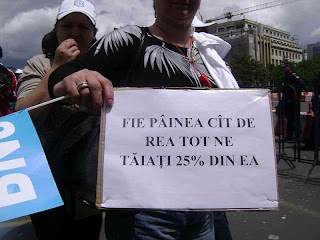 FIE PÂINEA CÎT DE
REA TOT NE
TĂIAȚI 25% DIN EA